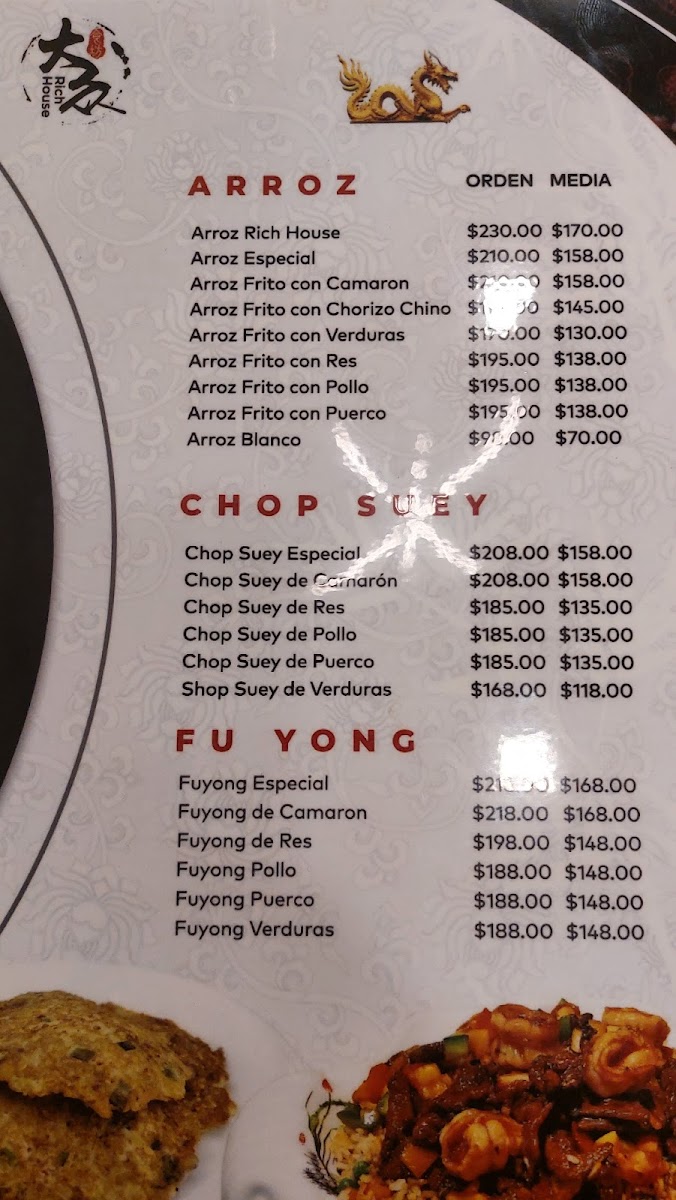 大众
Rich
House
ARROZ ORDEN MEDIA
Arroz Rich House $230.00 $170.00
Arroz Especial $210.00 $158.00
Arroz Frito con Camaron $158.00
Arroz Frito con Chorizo Chino $145.00
Arroz Frito con Verduras $170.00 $130.00
Arroz Frito con Res $195.00 $138.00
Arroz Frito con Pollo $195.00 $138.00
Arroz Frito con Puerco $195.00 $138.00
Arroz Blanco $70.00
CHOP SUEY
Chop Suey Especial $208.00 $158.00
Chop Suey de Camarón $208.00 $158.00
Chop Suey de Res $185.00 $135.00
Chop Suey de Pollo $185.00 $135.00
Chop Suey de Puerco $185.00 $135.00
Shop Suey de Verduras $168.00 $118.00
FU YONG
Fuyong Especial $168.00
Fuyong de Camaron $218.00 $168.00
Fuyong de Res $198.00 $148.00
Fuyong Pollo $188.00 $148.00
Fuyong Puerco $188.00 $148.00
Fuyong Verduras $188.00 $148.00